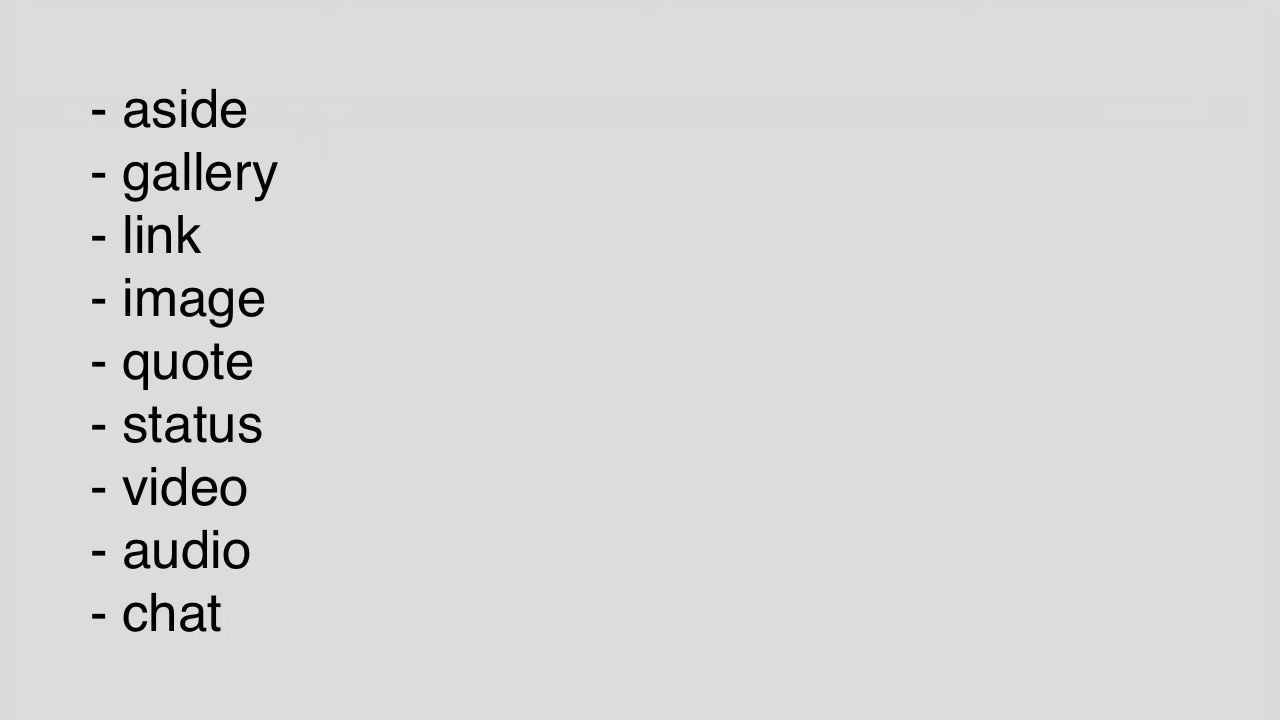 - aside
- gallery
- link
- image
- quote
- status
- video
- audio
- chat